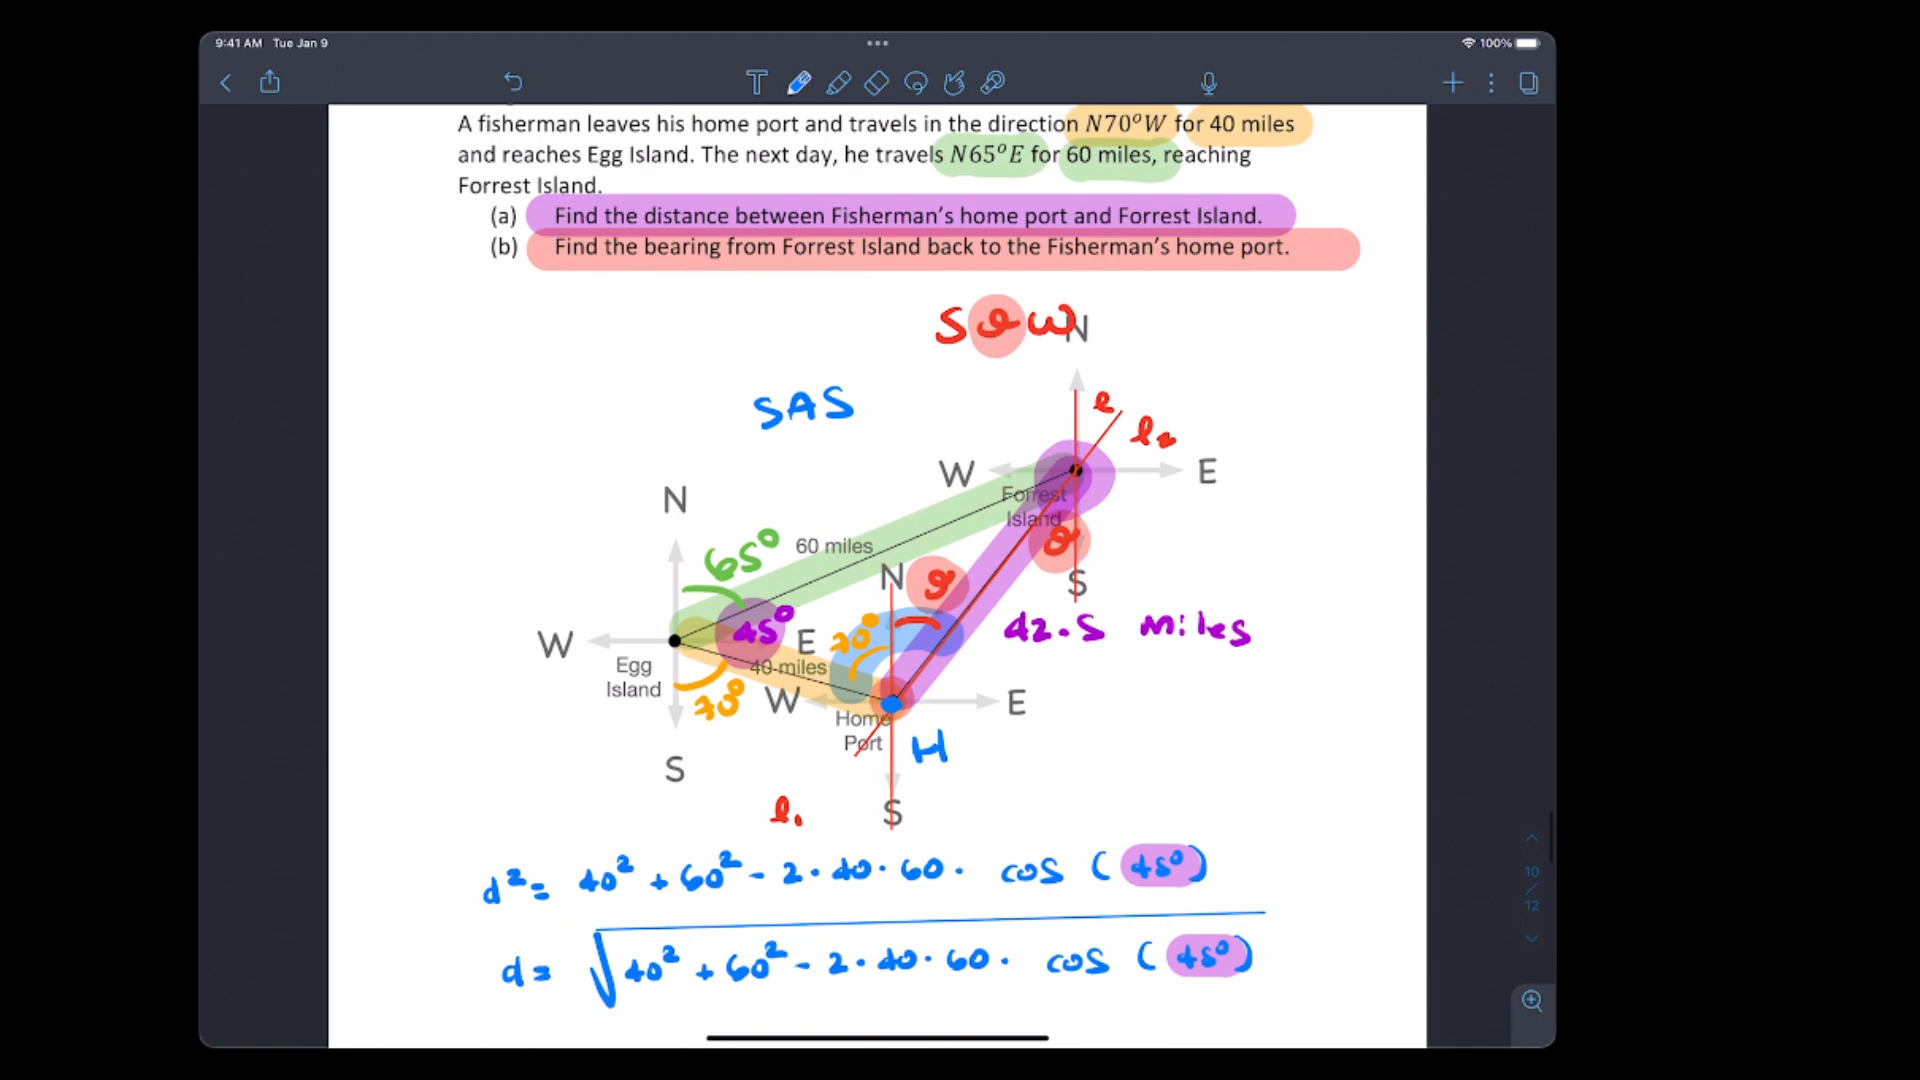 9:41 AM Tue Jan 9
100%
A fisherman leaves his home port and travels in the direction N70°W for 40 miles
and reaches Egg Island. The next day, he travels N65°E for 60 miles, reaching
Forrest Island.
(a) Find the distance between Fisherman's home port and Forrest Island.
(b) Find the bearing from Forrest Island back to the Fisherman's home port.
S θ W
N
SAS
l
l₂
W
E
N
Forrest
Island
65°
60 miles
θ
N
θ
S
45°
70°
42.5 miles
W
E
Egg
Island
40 miles
70°
W
E
Home
Port
H
S
l₁
S
d² = 40² + 60² - 2 · 40 · 60 · cos (45°)
d = √40² + 60² - 2 · 40 · 60 · cos (45°)
10
12